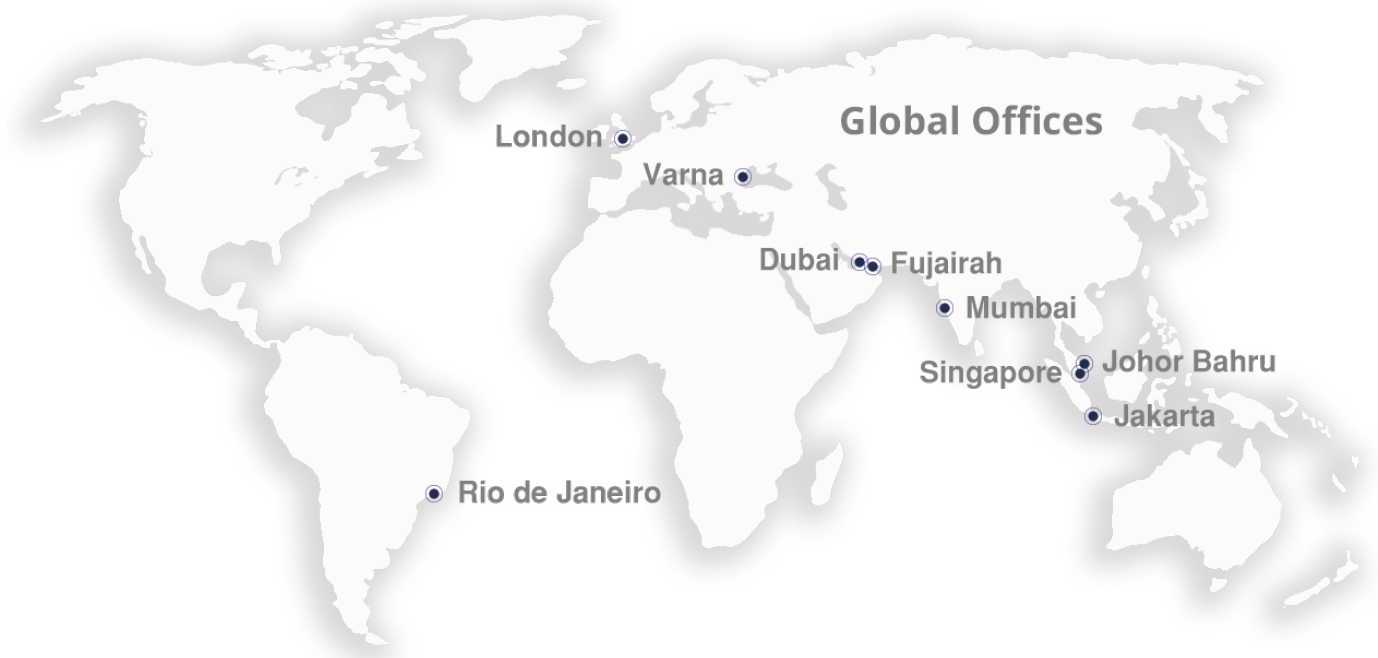 Global Offices
London
Varna
Dubai
Fujairah
Mumbai
Johor Bahru
Singapore
Jakarta
Rio de Janeiro